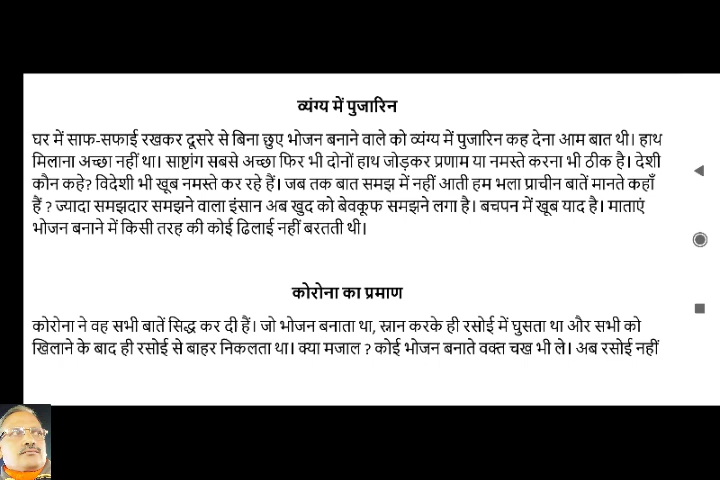 व्यंग्य में पुजारिन
घर में साफ-सफाई रखकर दूसरे से बिना छुए भोजन बनाने वाले को व्यंग्य में पुजारिन कह देना आम बात थी। हाथ
मिलाना अच्छा नहीं था। साष्टांग सबसे अच्छा फिर भी दोनों हाथ जोड़कर प्रणाम या नमस्ते करना भी ठीक है। देशी
कौन कहे? विदेशी भी खूब नमस्ते कर रहे हैं। जब तक बात समझ में नहीं आती हम भला प्राचीन बातें मानते कहाँ
हैं ? ज्यादा समझदार समझने वाला इंसान अब खुद को बेवकूफ समझने लगा है। बचपन में खूब याद है। माताएं
भोजन बनाने में किसी तरह की कोई ढिलाई नहीं बरतती थी।
कोरोना का प्रमाण
कोरोना ने वह सभी बातें सिद्ध कर दी हैं। जो भोजन बनाता था, स्नान करके ही रसोई में घुसता था और सभी को
खिलाने के बाद ही रसोई से बाहर निकलता था। क्या मजाल ? कोई भोजन बनाते वक्त चख भी ले। अब रसोई नहीं